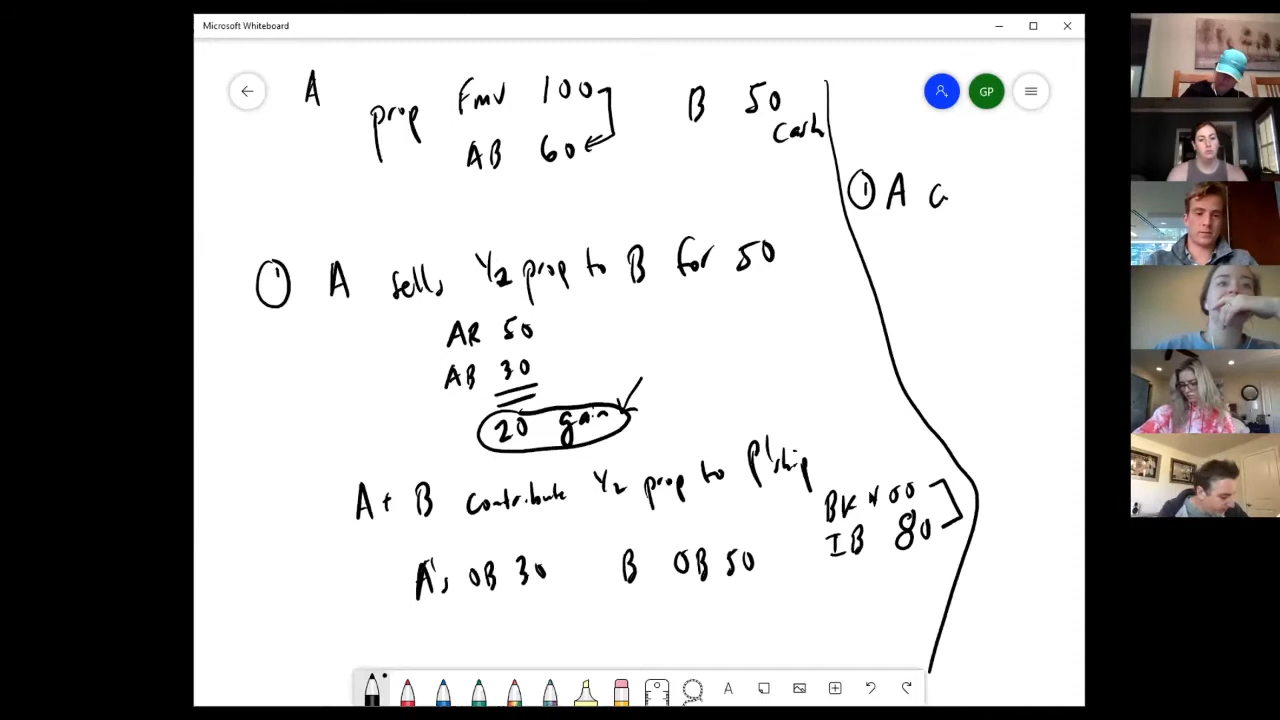 Microsoft Whiteboard
A prop FMV 100 B 50
AB 60 cash
GP
① A sells ½ prop to B for 50
AR 50
AB 30
20 gain
A + B contribute ½ prop to p'ship
BK 100
IB 80
A's OB 30 B OB 50
① A
A